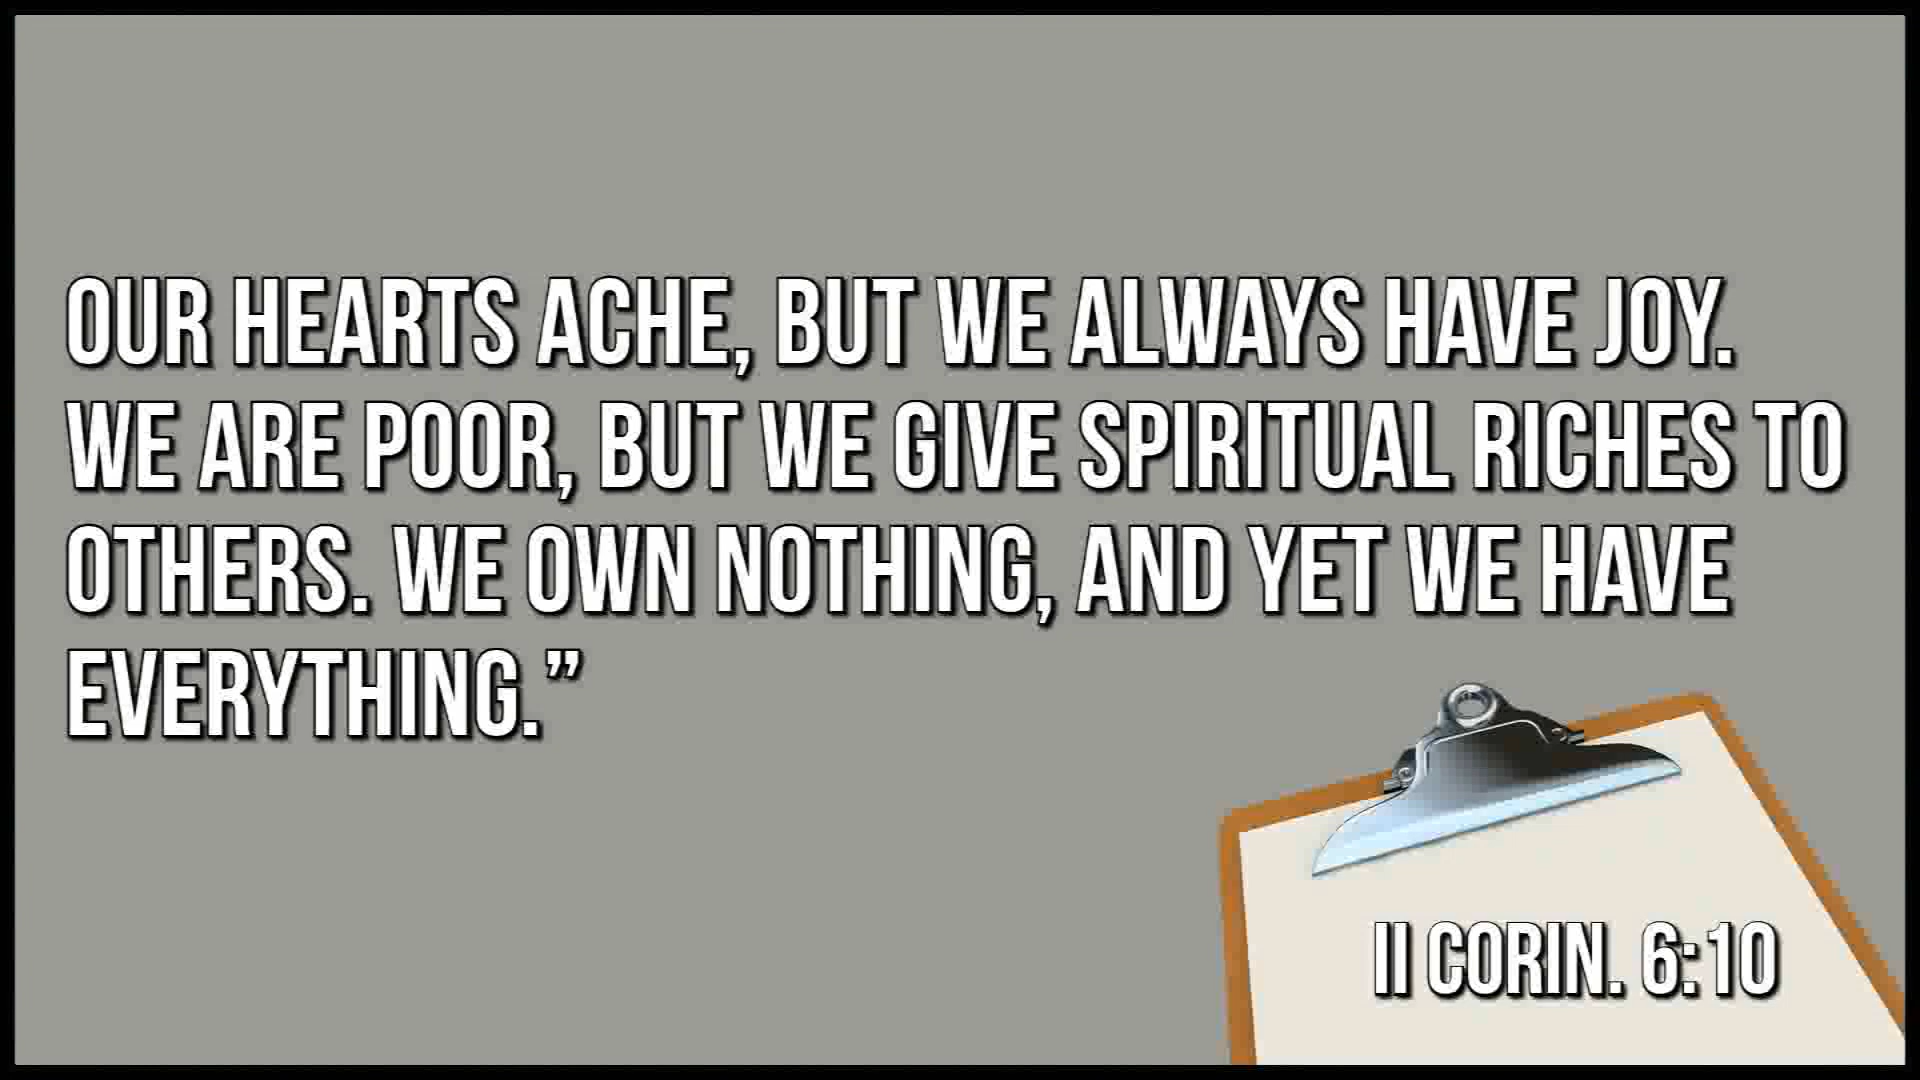 OUR HEARTS ACHE, BUT WE ALWAYS HAVE JOY.
WE ARE POOR, BUT WE GIVE SPIRITUAL RICHES TO
OTHERS. WE OWN NOTHING, AND YET WE HAVE
EVERYTHING.”
II CORIN. 6:10